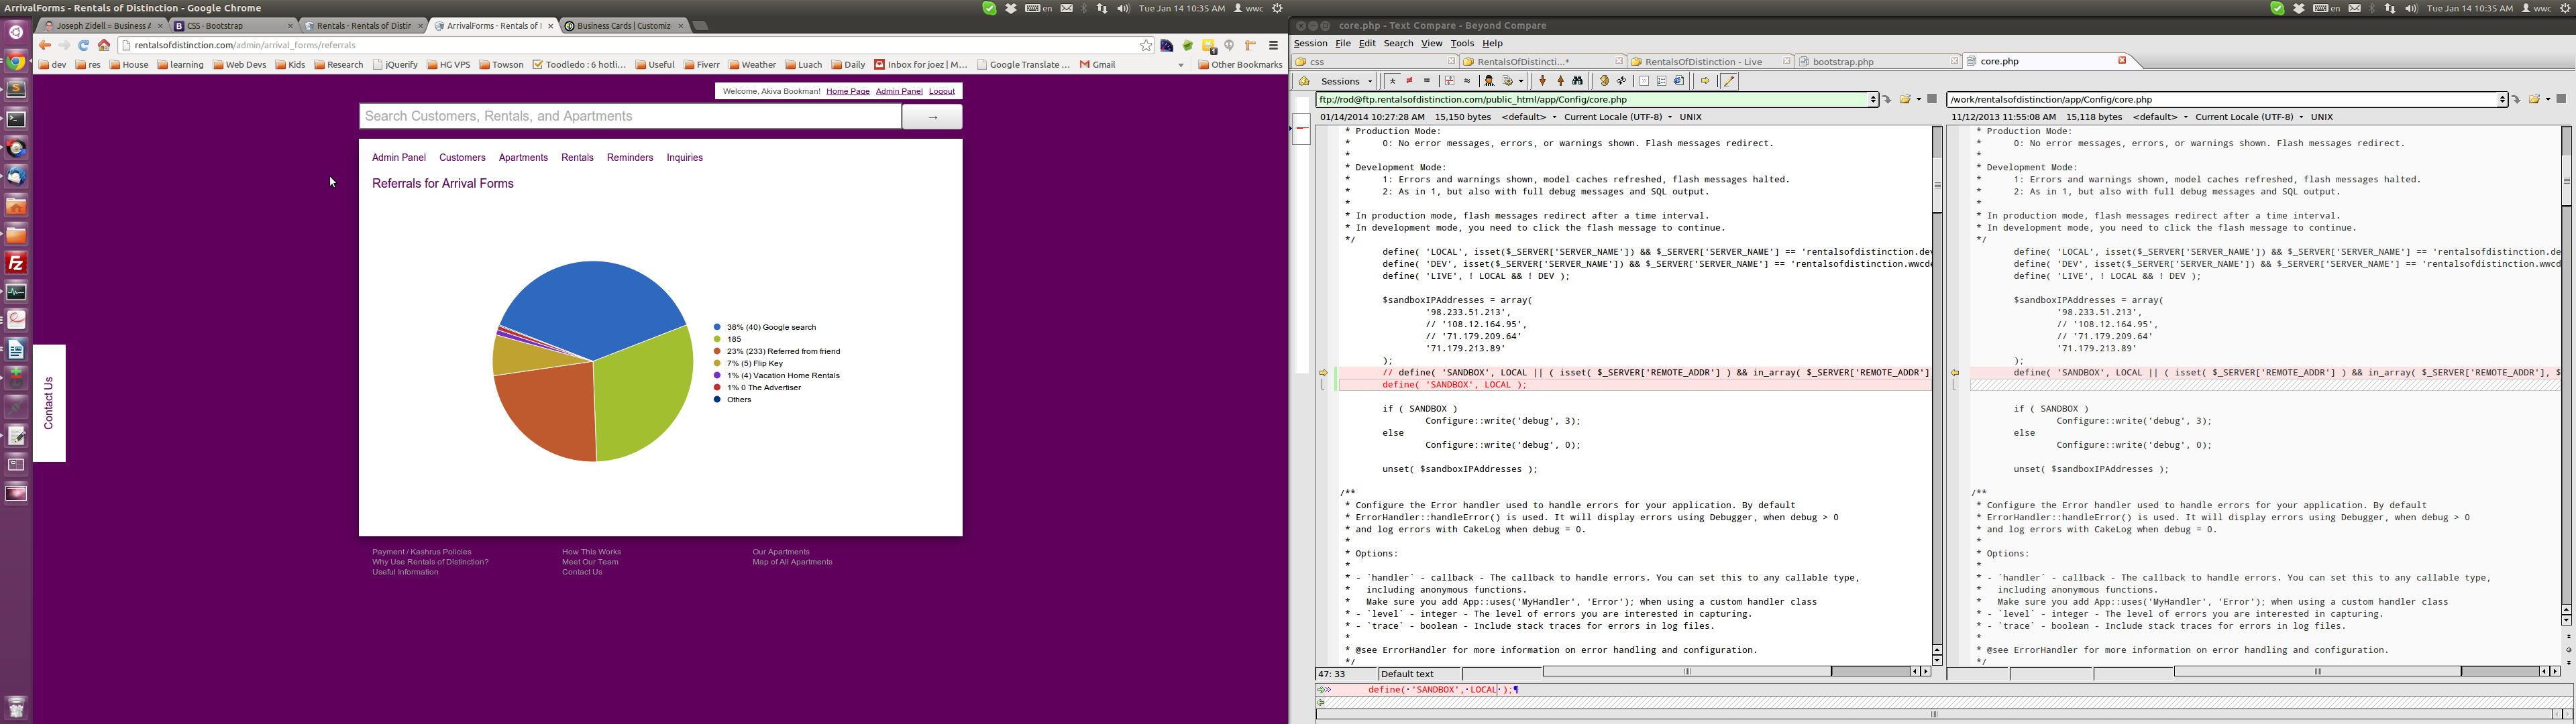 ArrivalForms - Rentals of Distinction - Google Chrome
en
Tue Jan 14 10:35 AM
wwc
en
Tue Jan 14 10:35 AM
wwc
Joseph Zidell = Business A
CSS · Bootstrap
Rentals - Rentals of Distin
ArrivalForms - Rentals of I
Business Cards | Customiz
rentalsofdistinction.com/admin/arrival_forms/referrals
dev
res
House
learning
Web Devs
Kids
Research
jQuerify
HG VPS
Towson
Toodledo : 6 hotli...
Useful
Fiverr
Weather
Luach
Daily
Inbox for joez | M...
Google Translate ...
Gmail
Other Bookmarks
Welcome, Akiva Bookman! Home Page Admin Panel Logout
Search Customers, Rentals, and Apartments
→
Admin Panel Customers Apartments Rentals Reminders Inquiries
Referrals for Arrival Forms
38% (40) Google search
185
23% (233) Referred from friend
7% (5) Flip Key
1% (4) Vacation Home Rentals
1% 0 The Advertiser
Others
Contact Us
Payment / Kashrus Policies
Why Use Rentals of Distinction?
Useful Information
How This Works
Meet Our Team
Contact Us
Our Apartments
Map of All Apartments
core.php - Text Compare - Beyond Compare
Session File Edit Search View Tools Help
css
RentalsOfDistincti...*
RentalsOfDistinction - Live
bootstrap.php
core.php
Sessions
ftp://rod@ftp.rentalsofdistinction.com/public_html/app/Config/core.php
01/14/2014 10:27:28 AM 15,150 bytes <default> Current Locale (UTF-8) UNIX
* Production Mode:
* 0: No error messages, errors, or warnings shown. Flash messages redirect.
*
* Development Mode:
* 1: Errors and warnings shown, model caches refreshed, flash messages halted.
* 2: As in 1, but also with full debug messages and SQL output.
*
* In production mode, flash messages redirect after a time interval.
* In development mode, you need to click the flash message to continue.
*/
define( 'LOCAL', isset($_SERVER['SERVER_NAME']) && $_SERVER['SERVER_NAME'] == 'rentalsofdistinction.dev
define( 'DEV', isset($_SERVER['SERVER_NAME']) && $_SERVER['SERVER_NAME'] == 'rentalsofdistinction.wwcde
define( 'LIVE', ! LOCAL && ! DEV );
$sandboxIPAddresses = array(
'98.233.51.213',
// '108.12.164.95',
// '71.179.209.64'
'71.179.213.89'
);
// define( 'SANDBOX', LOCAL || ( isset( $_SERVER['REMOTE_ADDR'] ) && in_array( $_SERVER['REMOTE_ADDR']
define( 'SANDBOX', LOCAL );
if ( SANDBOX )
Configure::write('debug', 3);
else
Configure::write('debug', 0);
unset( $sandboxIPAddresses );
/**
* Configure the Error handler used to handle errors for your application. By default
* ErrorHandler::handleError() is used. It will display errors using Debugger, when debug > 0
* and log errors with CakeLog when debug = 0.
*
* Options:
*
* - `handler` - callback - The callback to handle errors. You can set this to any callable type,
* including anonymous functions.
* Make sure you add App::uses('MyHandler', 'Error'); when using a custom handler class
* - `level` - integer - The level of errors you are interested in capturing.
* - `trace` - boolean - Include stack traces for errors in log files.
*
* @see ErrorHandler for more information on error handling and configuration.
*/
47: 33 Default text
/work/rentalsofdistinction/app/Config/core.php
11/12/2013 11:55:08 AM 15,118 bytes <default> Current Locale (UTF-8) UNIX
* Production Mode:
* 0: No error messages, errors, or warnings shown. Flash messages redirect.
*
* Development Mode:
* 1: Errors and warnings shown, model caches refreshed, flash messages halted.
* 2: As in 1, but also with full debug messages and SQL output.
*
* In production mode, flash messages redirect after a time interval.
* In development mode, you need to click the flash message to continue.
*/
define( 'LOCAL', isset($_SERVER['SERVER_NAME']) && $_SERVER['SERVER_NAME'] == 'rentalsofdistinction.de
define( 'DEV', isset($_SERVER['SERVER_NAME']) && $_SERVER['SERVER_NAME'] == 'rentalsofdistinction.wwcd
define( 'LIVE', ! LOCAL && ! DEV );
$sandboxIPAddresses = array(
'98.233.51.213',
// '108.12.164.95',
// '71.179.209.64'
'71.179.213.89'
);
define( 'SANDBOX', LOCAL || ( isset( $_SERVER['REMOTE_ADDR'] ) && in_array( $_SERVER['REMOTE_ADDR'], $
if ( SANDBOX )
Configure::write('debug', 3);
else
Configure::write('debug', 0);
unset( $sandboxIPAddresses );
/**
* Configure the Error handler used to handle errors for your application. By default
* ErrorHandler::handleError() is used. It will display errors using Debugger, when debug > 0
* and log errors with CakeLog when debug = 0.
*
* Options:
*
* - `handler` - callback - The callback to handle errors. You can set this to any callable type,
* including anonymous functions.
* Make sure you add App::uses('MyHandler', 'Error'); when using a custom handler class
* - `level` - integer - The level of errors you are interested in capturing.
* - `trace` - boolean - Include stack traces for errors in log files.
*
* @see ErrorHandler for more information on error handling and configuration.
*/
define(·'SANDBOX',·LOCAL·);¶